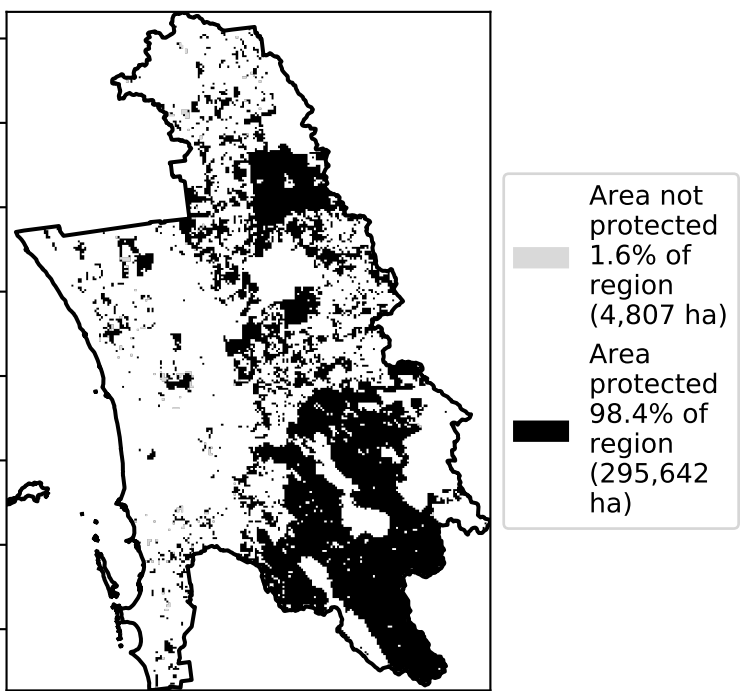 Area not
protected
1.6% of
region
(4,807 ha)
Area
protected
98.4% of
region
(295,642
ha)